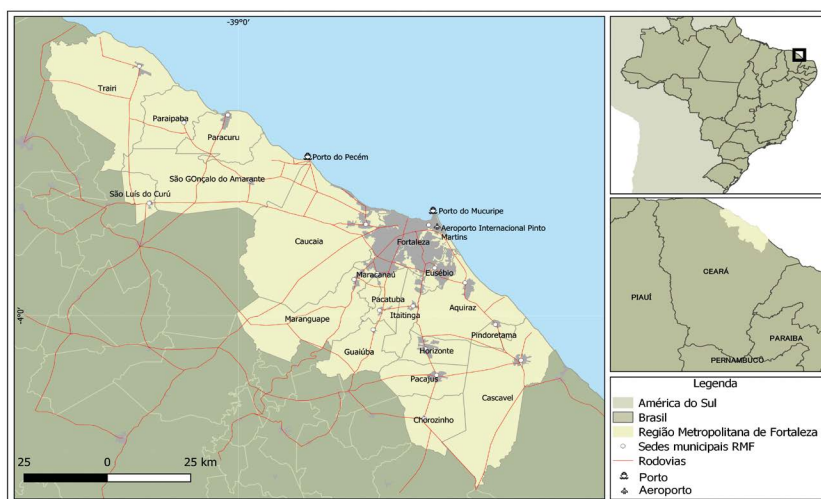 -39°0'
-4°0'
Trairi
Paraipaba
Paracuru
Porto do Pecém
São GOnçalo do Amarante
São Luís do Curú
Porto do Mucuripe
Aeroporto Internacional Pinto
Martins
Caucaia
Fortaleza
Maracanaú
Eusébio
Pacatuba
Aquiraz
Itaitinga
Maranguape
Pindoretama
Guaiúba
Horizonte
Pacajus
Cascavel
Chorozinho
25 0 25 km
CEARÁ
PIAUÍ
PARAIBA
PERNAMBUCO
Legenda
América do Sul
Brasil
Região Metropolitana de Fortaleza
Sedes municipais RMF
Rodovias
Porto
Aeroporto